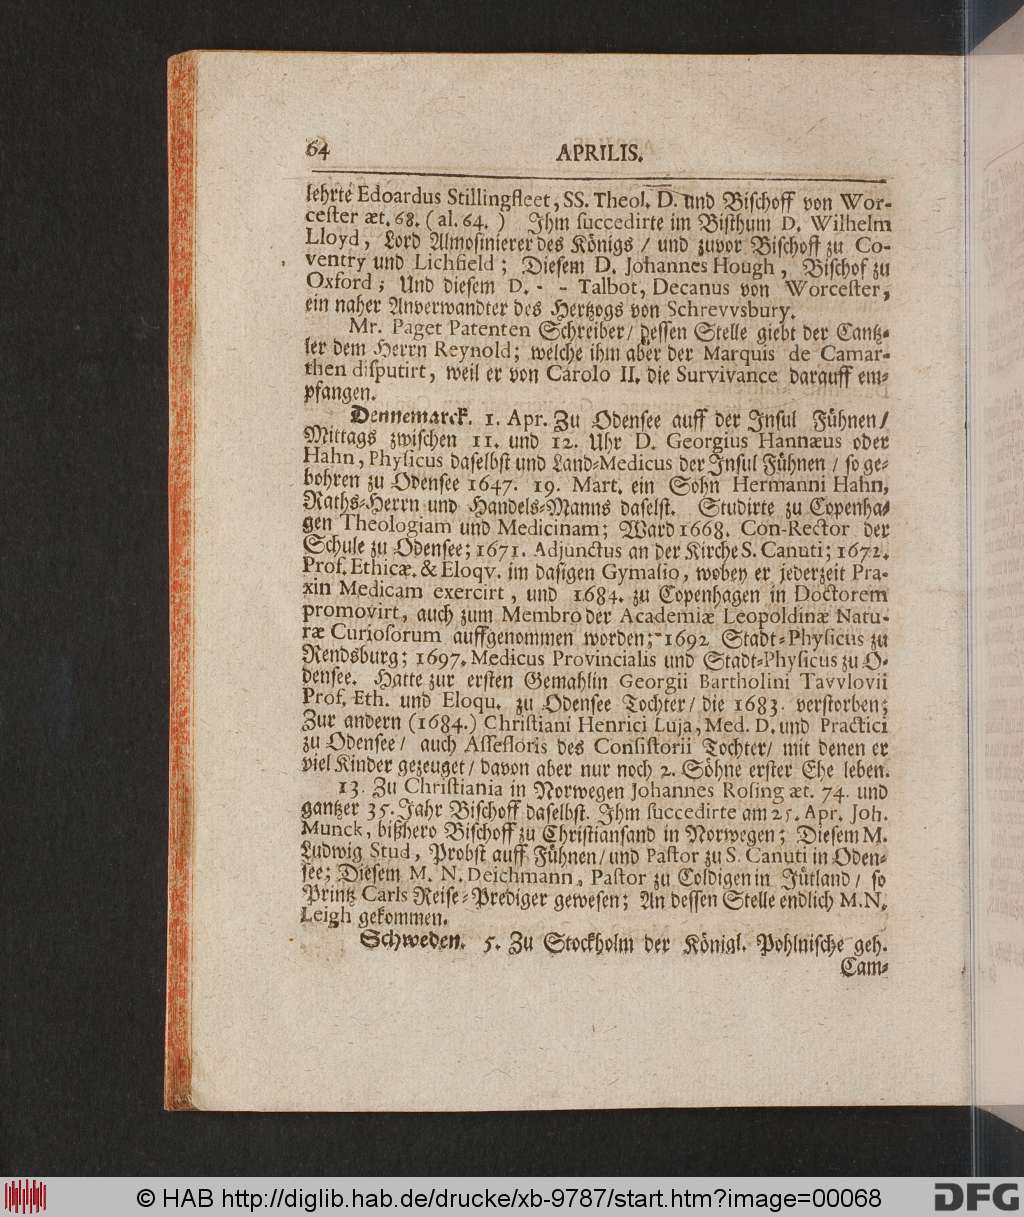 64 APRILIS.
lehrte Edoardus Stillingfleet, SS. Theol. D. und Bischoff von Wor-
cester æt. 68. (al. 64. ) Ihm succedirte im Bisthum D. Wilhelm
Lloyd, Lord Almosinierer des Königs / und zuvor Bischoff zu Co-
ventry und Lichfield; Diesem D. Johannes Hough, Bischof zu
Oxford; Und diesem D. - - Talbot, Decanus von Worcester,
ein naher Anverwandter des Hertzogs von Schrevvsbury.
Mr. Paget Patenten Schreiber / dessen Stelle giebt der Cantz-
ler dem Herrn Reynold; welche ihm aber der Marquis de Camar-
then disputirt, weil er von Carolo II. die Survivance darauff em-
pfangen.
Dennemarck. 1. Apr. Zu Odensee auff der Insul Fühnen /
Mittags zwischen 11. und 12. Uhr D. Georgius Hannæus oder
Hahn, Physicus daselbst und Land-Medicus der Insul Fühnen / so ge-
bohren zu Odensee 1647. 19. Mart. ein Sohn Hermanni Hahn,
Raths-Herrn und Handels-Manns daselst. Studirte zu Copenha-
gen Theologiam und Medicinam; Ward 1668. Con-Rector der
Schule zu Odensee; 1671. Adjunctus an der Kirche S. Canuti; 1672.
Prof. Ethicæ. & Eloqv. im dasigen Gymasio, wobey er jederzeit Pra-
xin Medicam exercirt, und 1684. zu Copenhagen in Doctorem
promovirt, auch zum Membro der Academiæ Leopoldinæ Natu-
ræ Curiosorum auffgenommen worden; 1692 Stadt-Physicus zu
Rendsburg; 1697. Medicus Provincialis und Stadt-Physicus zu O-
densee. Hatte zur ersten Gemahlin Georgii Bartholini Tavvlovii
Prof. Eth. und Eloqu. zu Odensee Tochter / die 1683. verstorben;
Zur andern (1684.) Christiani Henrici Luja, Med. D. und Practici
zu Odensee / auch Assessoris des Consistorii Tochter / mit denen er
viel Kinder gezeuget / davon aber nur noch 2. Söhne erster Ehe leben.
13. Zu Christiania in Norwegen Johannes Rosing æt. 74. und
gantzer 35. Jahr Bischoff daselbst. Ihm succedirte am 25. Apr. Joh.
Munck, bißhero Bischoff zu Christiansand in Norwegen; Diesem M.
Ludwig Stud, Probst auff Fühnen / und Pastor zu S. Canuti in Oden-
see; Diesem M. N. Deichmann, Pastor zu Coldigen in Jütland / so
Printz Carls Reise-Prediger gewesen; An dessen Stelle endlich M. N.
Leigh gekommen.
Schweden. 5. Zu Stockholm der Königl. Pohlnische geh.
Cam-
© HAB http://diglib.hab.de/drucke/xb-9787/start.htm?image=00068
DFG